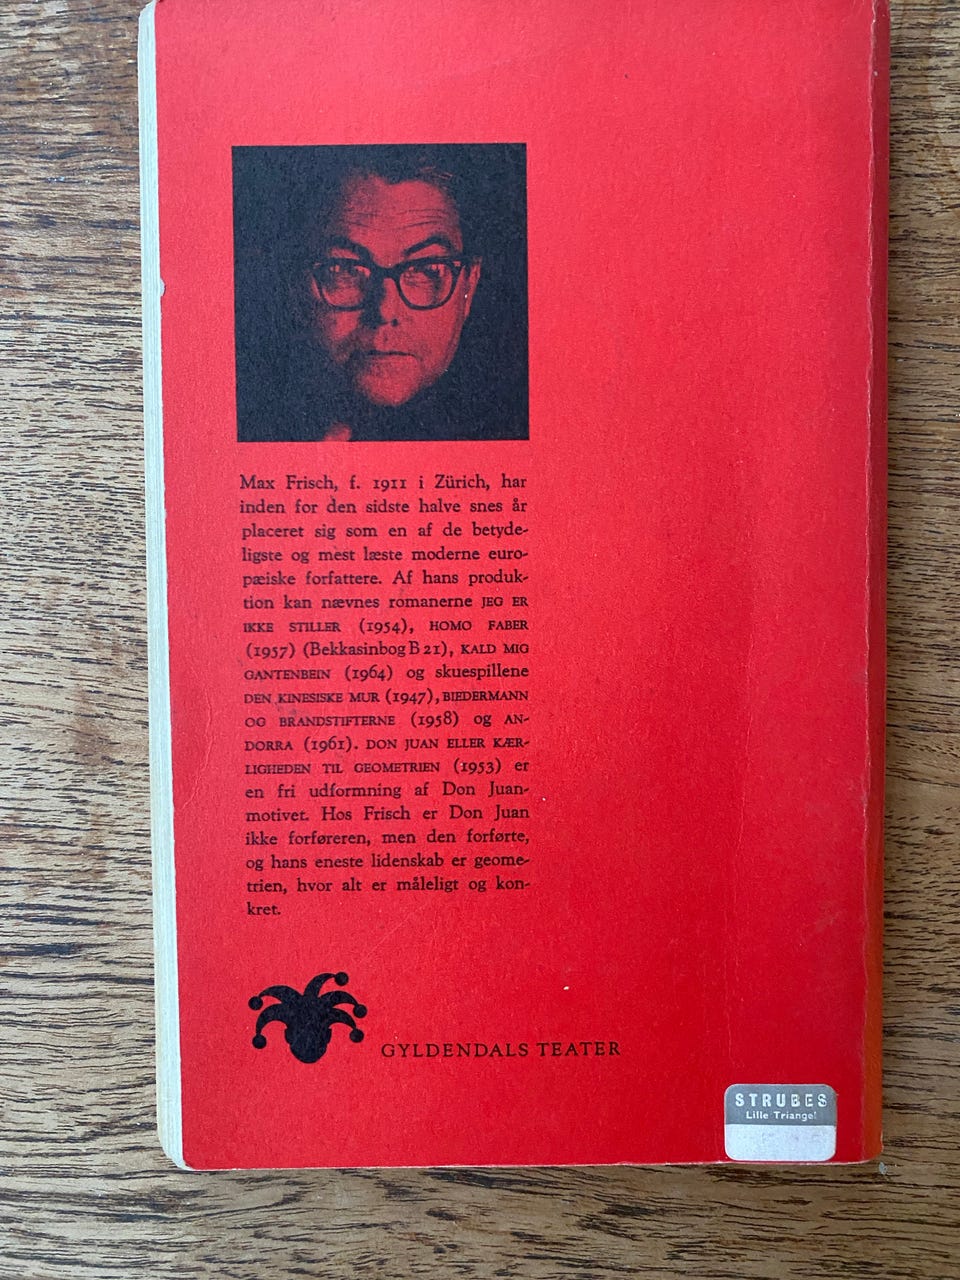 Max Frisch, f. 1911 i Zürich, har
inden for den sidste halve snes år
placeret sig som en af de betyde-
ligste og mest læste moderne euro-
pæiske forfattere. Af hans produk-
tion kan nævnes romanerne JEG ER
IKKE STILLER (1954), HOMO FABER
(1957) (Bekkasinbog B 21), KALD MIG
GANTENBEIN (1964) og skuespillene
DEN KINESISKE MUR (1947), BIEDERMANN
OG BRANDSTIFTERNE (1958) og AN-
DORRA (1961). DON JUAN ELLER KÆR-
LIGHEDEN TIL GEOMETRIEN (1953) er
en fri udformning af Don Juan-
motivet. Hos Frisch er Don Juan
ikke forføreren, men den forførte,
og hans eneste lidenskab er geome-
trien, hvor alt er måleligt og kon-
kret.
GYLDENDALS TEATER
STRUBES
Lille Triangel